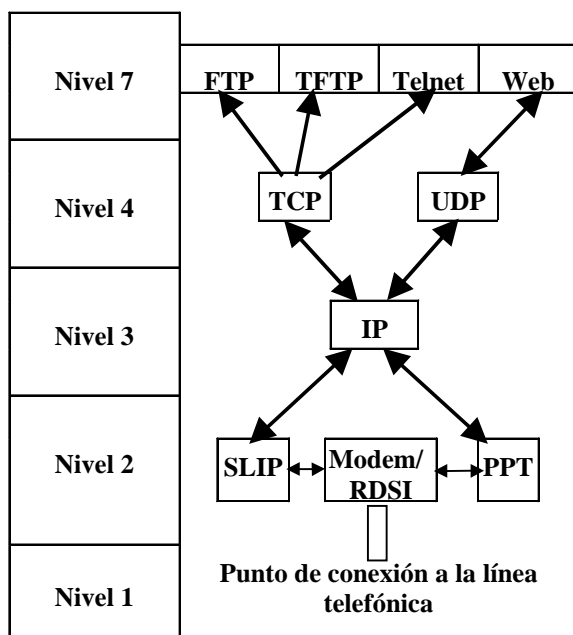 Nivel 7
FTP
TFTP
Telnet
Web
Nivel 4
TCP
UDP
Nivel 3
IP
Nivel 2
SLIP
Modem/
RDSI
PPT
Nivel 1
Punto de conexión a la línea
telefónica